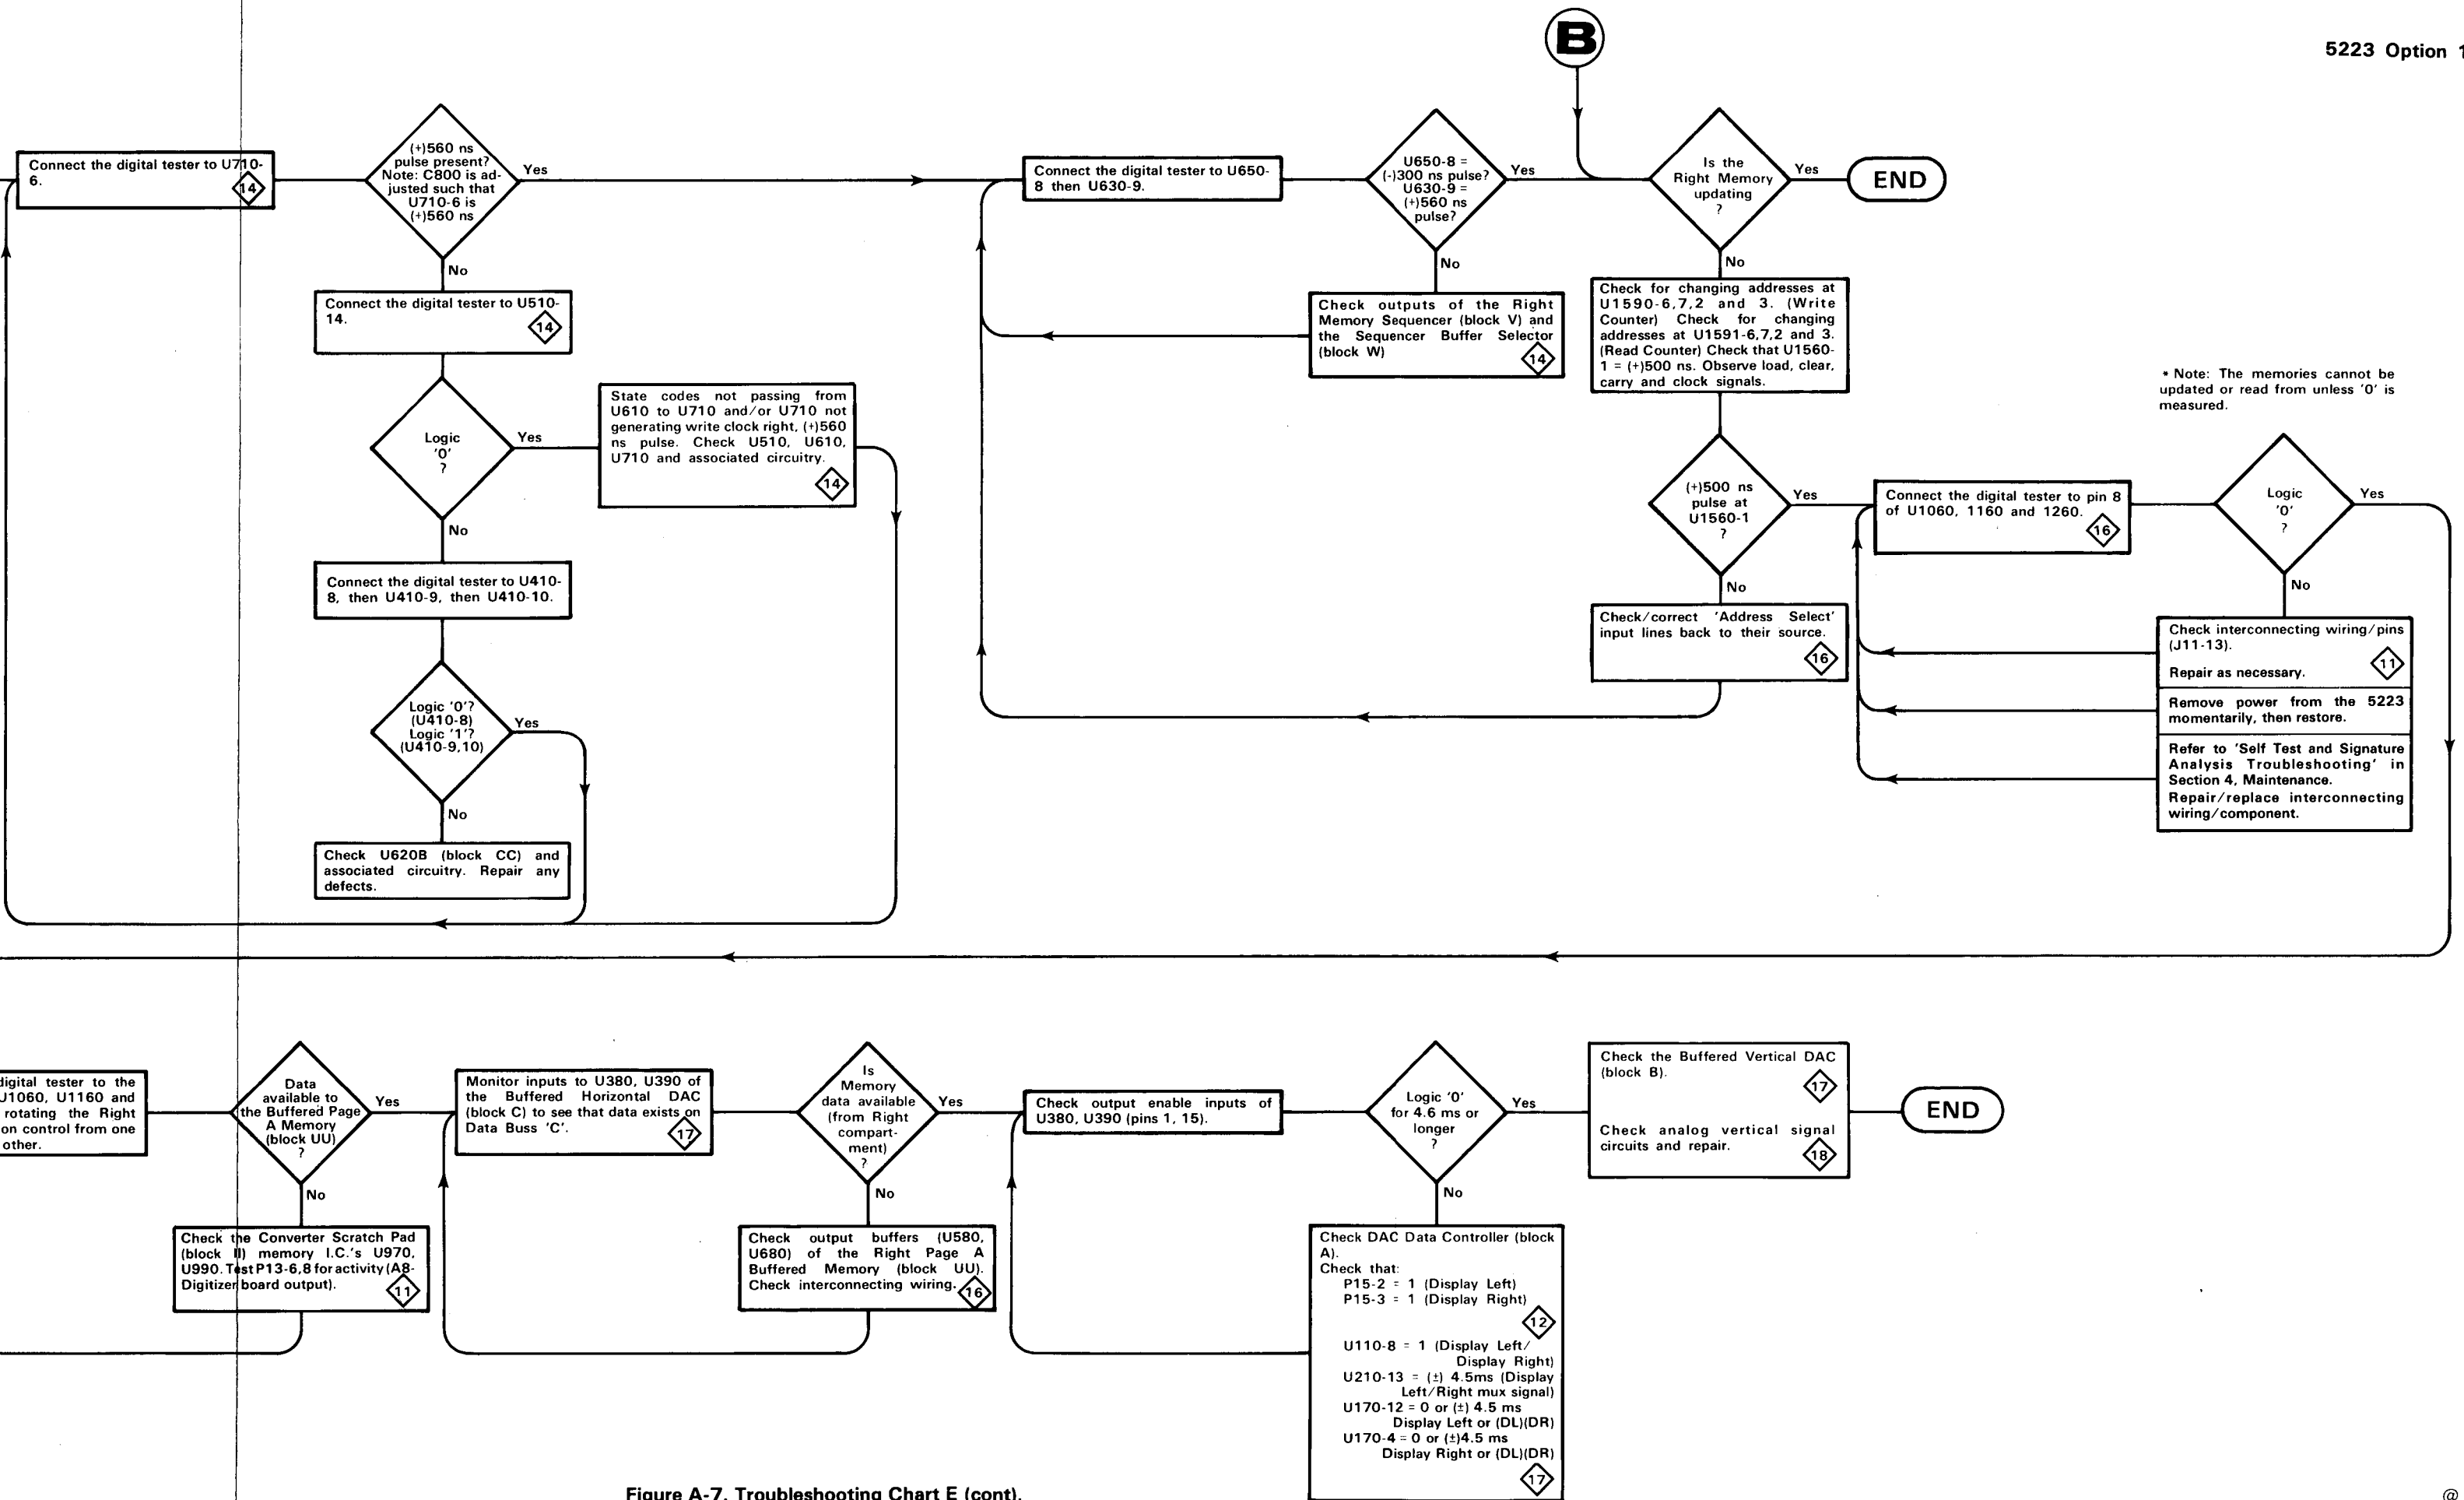 B
5223 Option 1
Connect the digital tester to U710-
6.
14
(+)560 ns
pulse present?
Note: C800 is ad-
justed such that
U710-6 is
(+)560 ns
Yes
No
Connect the digital tester to U510-
14.
14
Logic
'0'
?
Yes
No
State codes not passing from
U610 to U710 and/or U710 not
generating write clock right, (+)560
ns pulse. Check U510, U610,
U710 and associated circuitry.
14
Connect the digital tester to U410-
8, then U410-9, then U410-10.
Logic '0'?
(U410-8)
Logic '1'?
(U410-9,10)
Yes
No
Check U620B (block CC) and
associated circuitry. Repair any
defects.
Connect the digital tester to U650-
8 then U630-9.
U650-8 =
(-)300 ns pulse?
U630-9 =
(+)560 ns
pulse?
Yes
No
Check outputs of the Right
Memory Sequencer (block V) and
the Sequencer Buffer Selector
(block W)
14
Is the
Right Memory
updating
?
Yes
END
No
Check for changing addresses at
U1590-6,7,2 and 3. (Write
Counter) Check for changing
addresses at U1591-6,7,2 and 3.
(Read Counter) Check that U1560-
1 = (+)500 ns. Observe load, clear,
carry and clock signals.
(+)500 ns
pulse at
U1560-1
?
Yes
No
Check/correct 'Address Select'
input lines back to their source.
16
Connect the digital tester to pin 8
of U1060, 1160 and 1260.
16
* Note: The memories cannot be
updated or read from unless '0' is
measured.
Logic
'0'
?
Yes
No
Check interconnecting wiring/pins
(J11-13).
11
Repair as necessary.
Remove power from the 5223
momentarily, then restore.
Refer to 'Self Test and Signature
Analysis Troubleshooting' in
Section 4, Maintenance.
Repair/replace interconnecting
wiring/component.
digital tester to the
U1060, U1160 and
rotating the Right
on control from one
other.
Data
available to
the Buffered Page
A Memory
(block UU)
?
Yes
No
Check the Converter Scratch Pad
(block II) memory I.C.'s U970,
U990. Test P13-6,8 for activity (A8-
Digitizer board output).
11
Monitor inputs to U380, U390 of
the Buffered Horizontal DAC
(block C) to see that data exists on
Data Buss 'C'.
17
Is
Memory
data available
(from Right
compart-
ment)
?
Yes
No
Check output buffers (U580,
U680) of the Right Page A
Buffered Memory (block UU).
Check interconnecting wiring.
16
Check output enable inputs of
U380, U390 (pins 1, 15).
Logic '0'
for 4.6 ms or
longer
?
Yes
No
Check DAC Data Controller (block
A).
Check that:
P15-2 = 1 (Display Left)
P15-3 = 1 (Display Right)
12
U110-8 = 1 (Display Left/
Display Right)
U210-13 = (±) 4.5ms (Display
Left/Right mux signal)
U170-12 = 0 or (±) 4.5 ms
Display Left or (DL)(DR)
U170-4 = 0 or (±)4.5 ms
Display Right or (DL)(DR)
17
Check the Buffered Vertical DAC
(block B).
17
Check analog vertical signal
circuits and repair.
18
END
Figure A-7. Troubleshooting Chart E (cont).
@